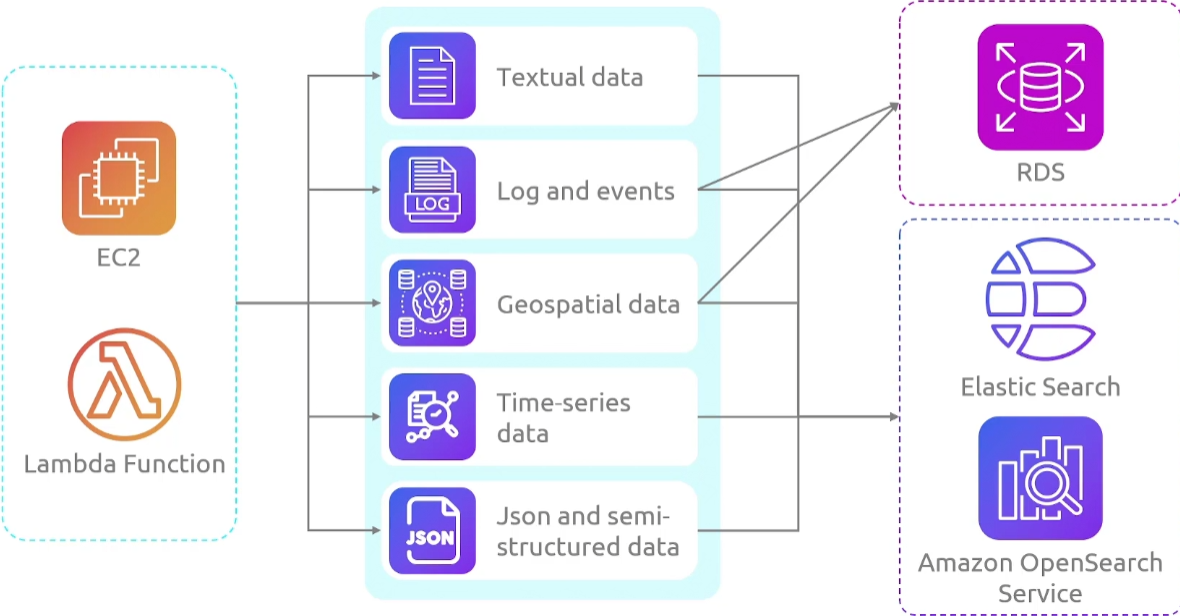 EC2
Lambda Function
Textual data
LOG
Log and events
Geospatial data
Time-series
data
JSON
Json and semi-
structured data
RDS
Elastic Search
Amazon OpenSearch
Service